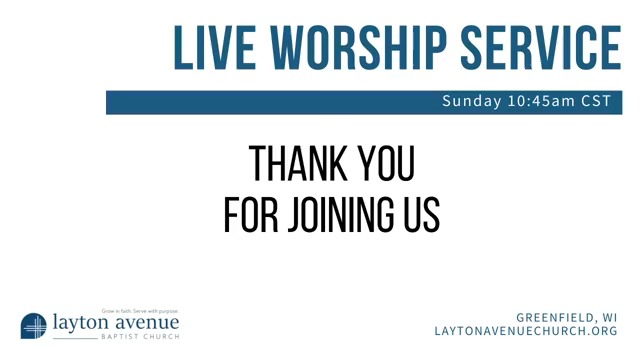 LIVE WORSHIP SERVICE
Sunday 10:45am CST
THANK YOU
FOR JOINING US
Grow in faith. Serve with purpose.
layton avenue
BAPTIST CHURCH
GREENFIELD, WI
LAYTONAVENUECHURCH.ORG